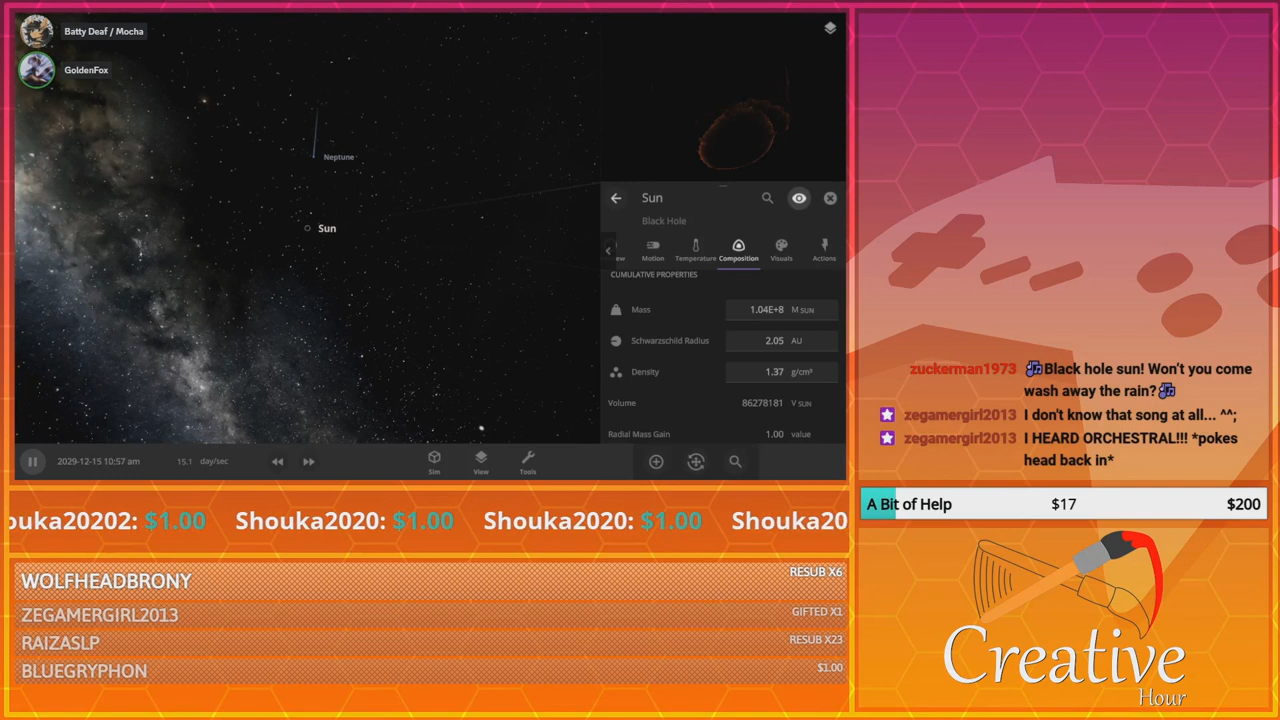 Batty Deaf / Mocha
GoldenFox
Neptune
Sun
Sun
Black Hole
ew Motion Temperature Composition Visuals Actions
CUMULATIVE PROPERTIES
Mass 1.04E+8 M SUN
Schwarzschild Radius 2.05 AU
Density 1.37 g/cm³
Volume 86278181 V SUN
Radial Mass Gain 1.00 value
2029-12-15 10:57 am 15.1 day/sec
Sim View Tools
zuckerman1973 Black hole sun! Won't you come
wash away the rain?
zegamergirl2013 I don't know that song at all... ^^;
zegamergirl2013 I HEARD ORCHESTRAL!!! *pokes
head back in*
A Bit of Help $17 $200
ouka20202: $1.00 Shouka2020: $1.00 Shouka2020: $1.00 Shouka20
WOLFHEADBRONY RESUB X6
ZEGAMERGIRL2013 GIFTED X1
RAIZASLP RESUB X23
BLUEGRYPHON $1.00
Creative
Hour